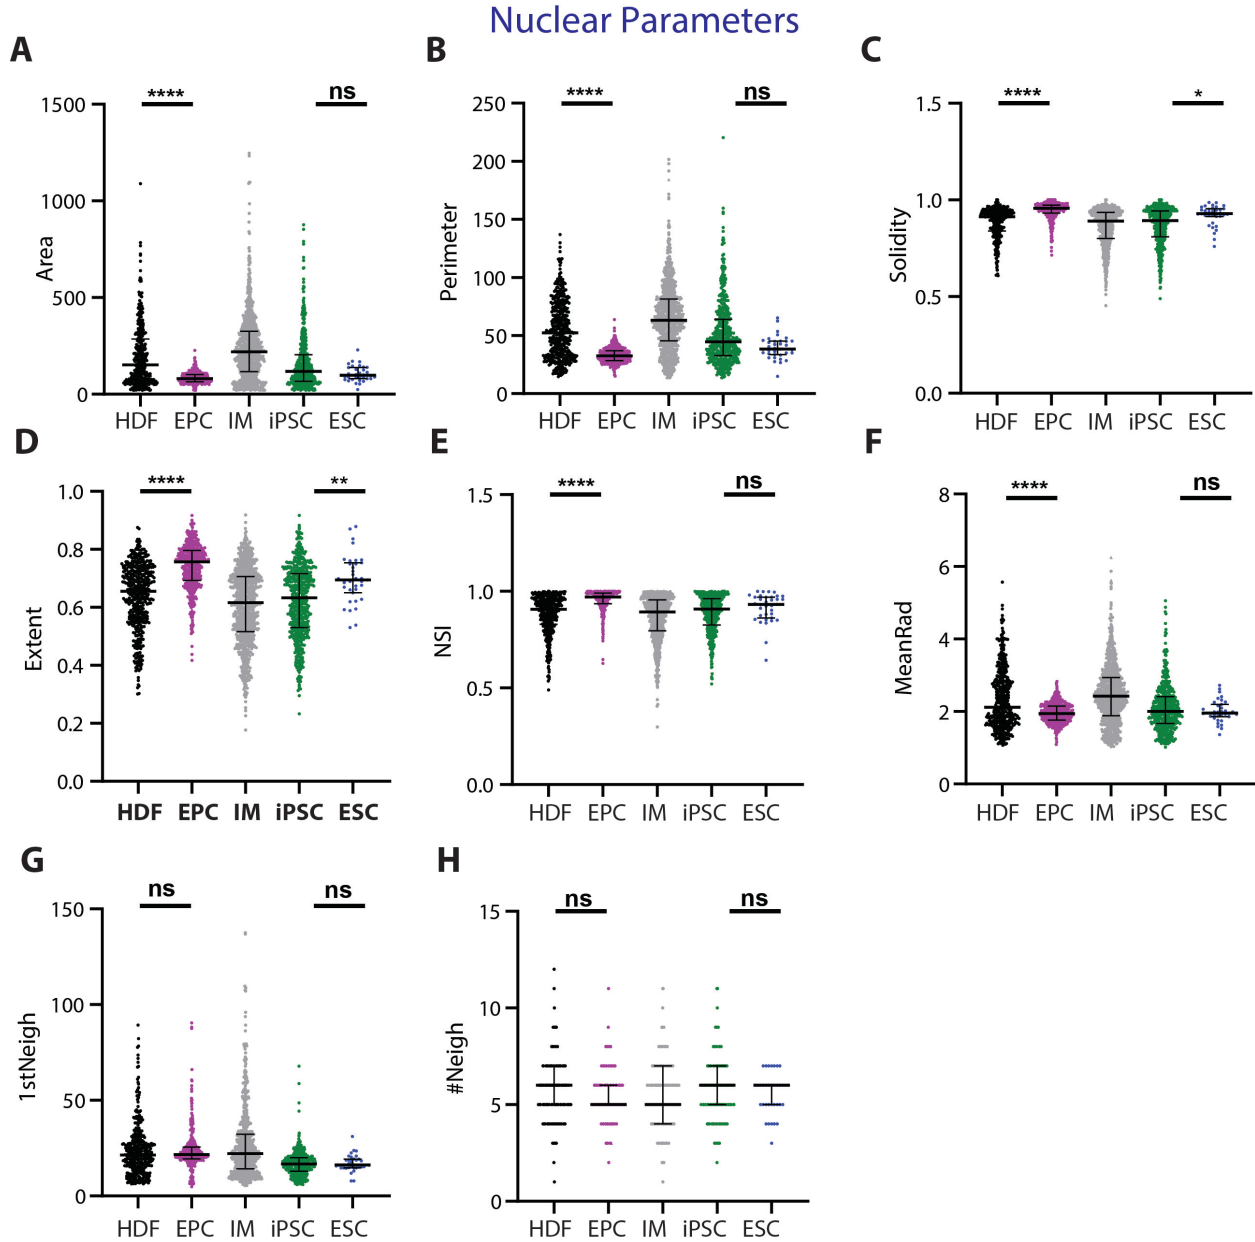 Nuclear Parameters
A
Area
1500
1000
500
0
****
ns
HDF EPC IM iPSC ESC
B
Perimeter
250
200
150
100
50
0
****
ns
HDF EPC IM iPSC ESC
C
Solidity
1.5
1.0
0.5
0.0
****
*
HDF EPC IM iPSC ESC
D
Extent
1.0
0.8
0.6
0.4
0.2
0.0
****
**
HDF EPC IM iPSC ESC
E
NSI
1.5
1.0
0.5
0.0
****
ns
HDF EPC IM iPSC ESC
F
MeanRad
8
6
4
2
0
****
ns
HDF EPC IM iPSC ESC
G
1stNeigh
150
100
50
0
ns
ns
HDF EPC IM iPSC ESC
H
#Neigh
15
10
5
0
ns
ns
HDF EPC IM iPSC ESC